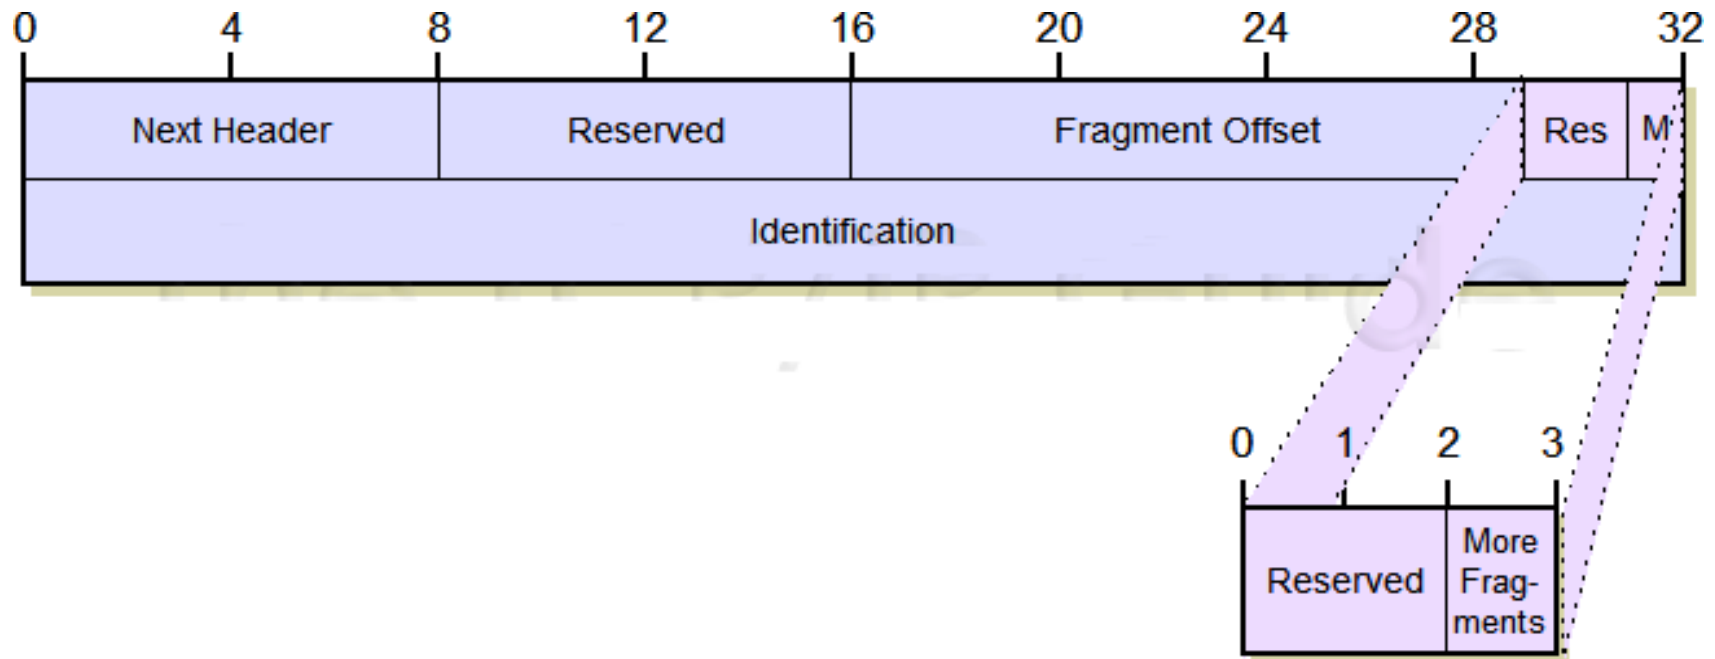 0 4 8 12 16 20 24 28 32
Next Header Reserved Fragment Offset Res M
Identification
0 1 2 3
Reserved
More
Frag-
ments